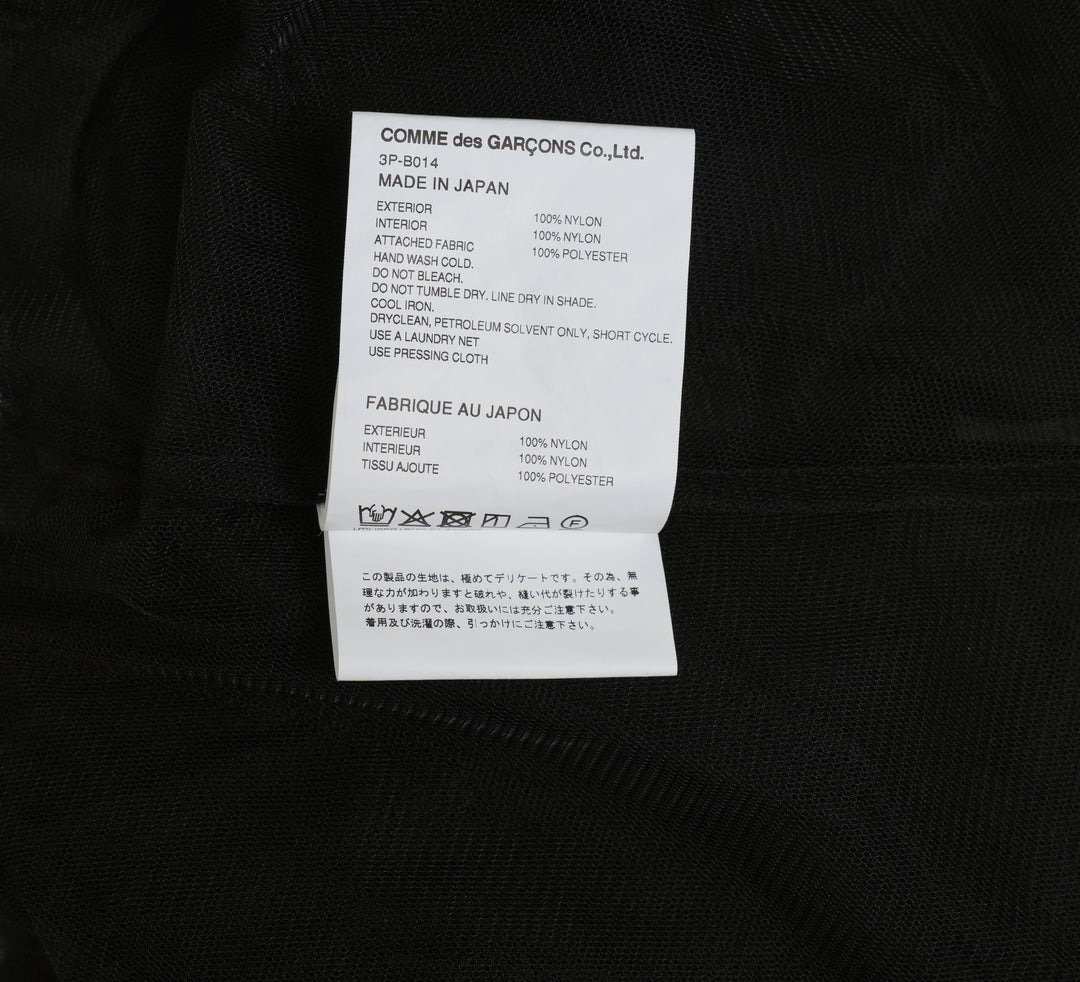 COMME des GARÇONS Co.,Ltd.
3P-B014
MADE IN JAPAN
EXTERIOR 100% NYLON
INTERIOR 100% NYLON
ATTACHED FABRIC 100% POLYESTER
HAND WASH COLD.
DO NOT BLEACH.
DO NOT TUMBLE DRY. LINE DRY IN SHADE.
COOL IRON.
DRYCLEAN, PETROLEUM SOLVENT ONLY, SHORT CYCLE.
USE A LAUNDRY NET
USE PRESSING CLOTH
FABRIQUE AU JAPON
EXTERIEUR 100% NYLON
INTERIEUR 100% NYLON
TISSU AJOUTE 100% POLYESTER
F
この製品の生地は、極めてデリケートです。その為、無
理な力が加わりますと破れや、縫い代が裂けたりする事
がありますので、お取扱いには充分ご注意下さい。
着用及び洗濯の際、引っかけにご注意下さい。